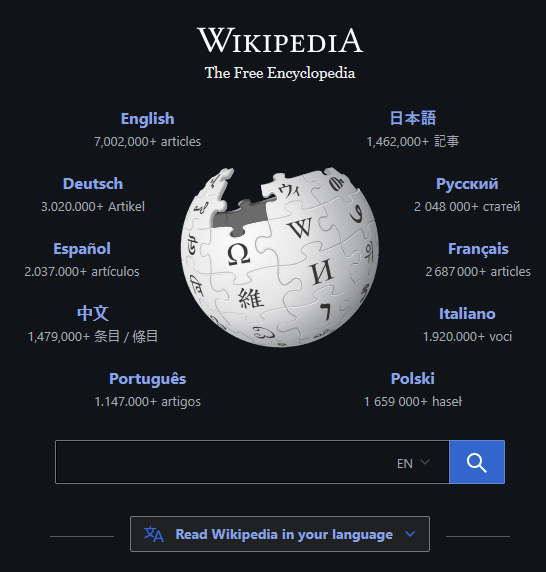 WIKIPEDIA
The Free Encyclopedia
English
7,002,000+ articles
日本語
1,462,000+ 記事
Deutsch
3.020.000+ Artikel
Русский
2 048 000+ статей
Español
2.037.000+ artículos
Français
2 687 000+ articles
中文
1,479,000+ 条目 / 條目
Italiano
1.920.000+ voci
Português
1.147.000+ artigos
Polski
1 659 000+ haseł
ウィ
W
Ω
И
維
EN
Read Wikipedia in your language